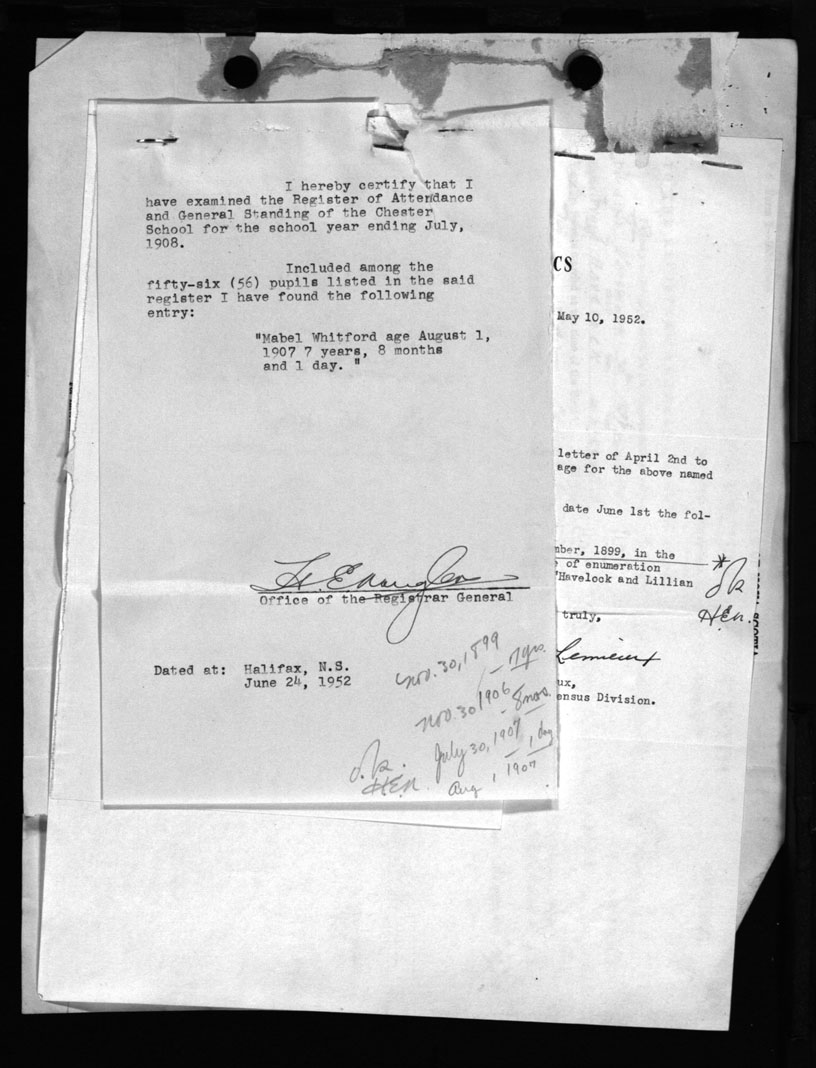 I hereby certify that I
have examined the Register of Attendance
and General Standing of the Chester
School for the school year ending July,
1908.
Included among the
fifty-six (56) pupils listed in the said
register I have found the following
entry:
"Mabel Whitford age August 1,
1907 7 years, 8 months
and 1 day. "
Office of the Registrar General
Dated at: Halifax, N.S.
June 24, 1952
Nov. 30, 1899
- 7 yrs.
Nov. 30 1906
- 8 mos.
July 30, 1907
- 1 day
Aug 1, 1907
o.k.
H.E.N.
CS
May 10, 1952.
letter of April 2nd to
age for the above named
date June 1st the fol-
mber, 1899, in the
of enumeration
Havelock and Lillian
truly,
Lemieux
ux,
ensus Division.
*
ok
H.E.N.